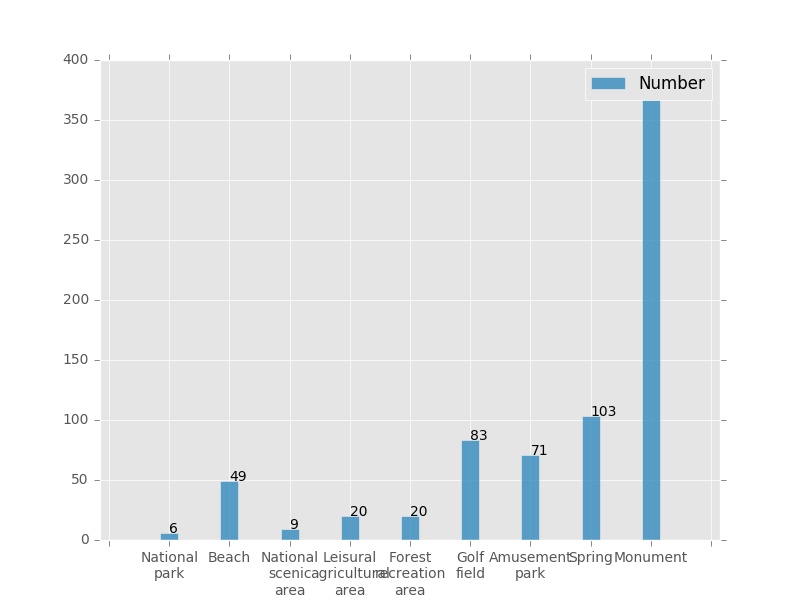 400
350
300
250
200
150
100
50
0
Number
6
49
9
20
20
83
71
103
National
park
Beach
National
scenic
area
Leisural
agricultural
area
Forest
recreation
area
Golf
field
Amusement
park
Spring
Monument